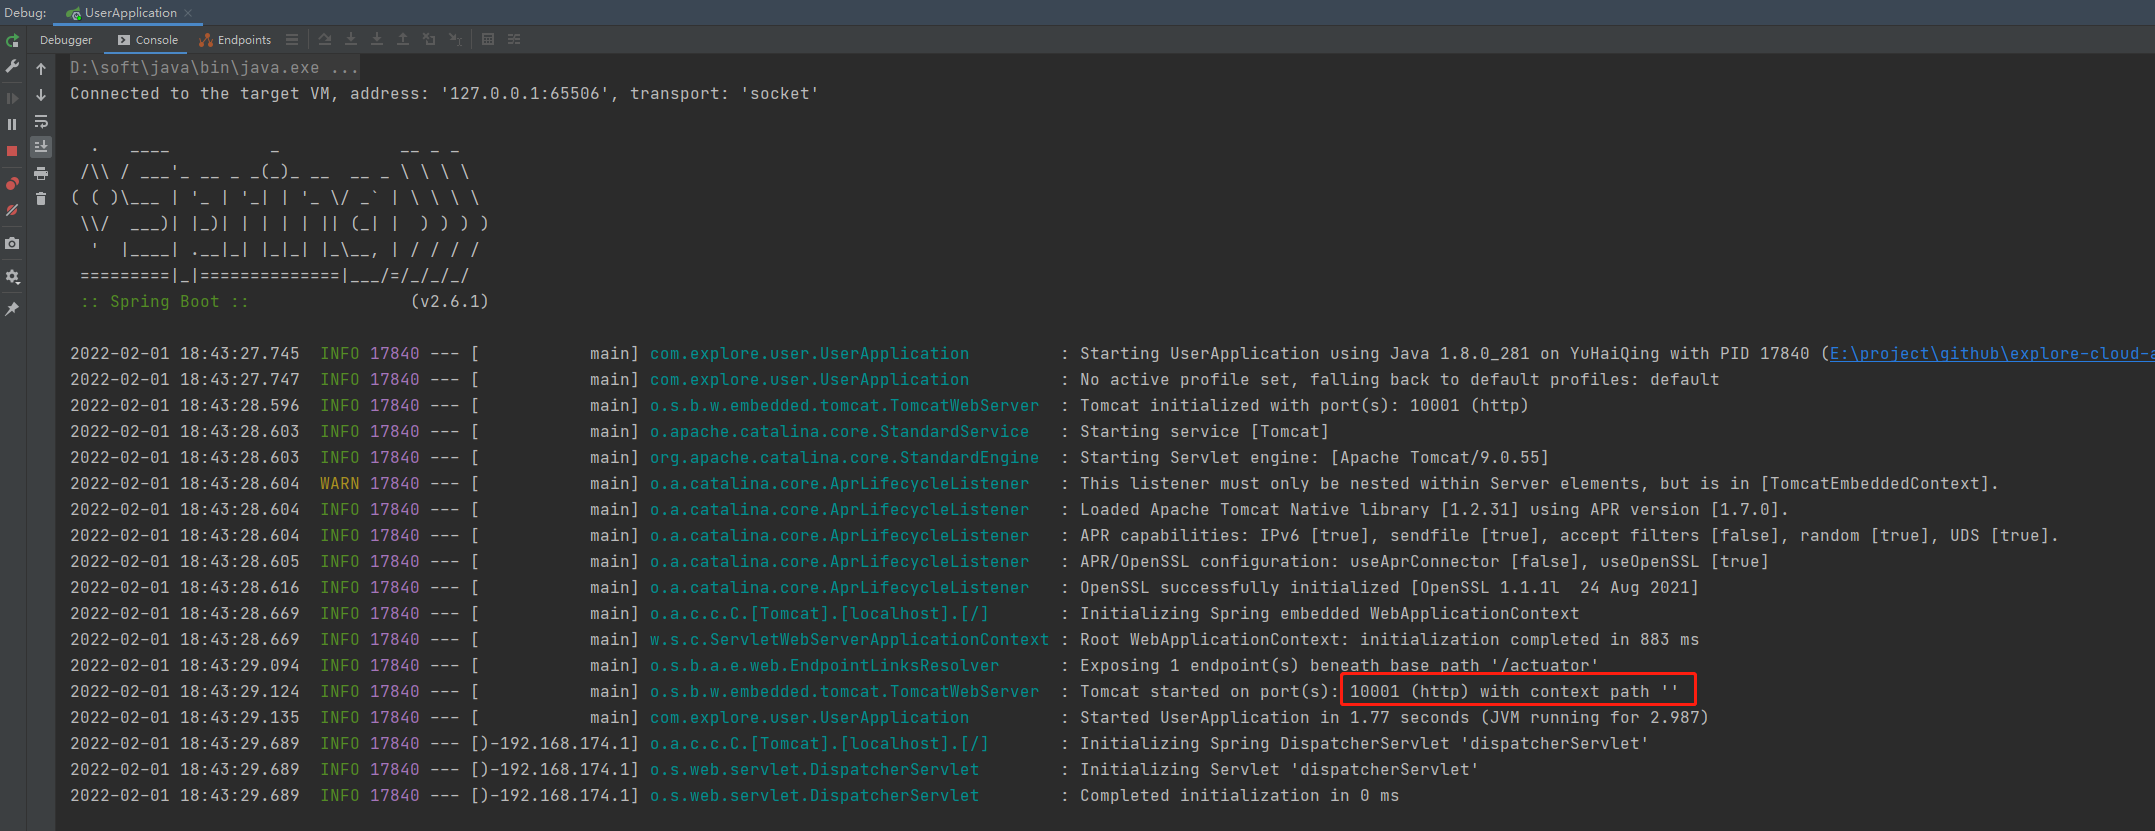 Debug: UserApplication ×
Debugger Console Endpoints
D:\soft\java\bin\java.exe ...
Connected to the target VM, address: '127.0.0.1:65506', transport: 'socket'
  .   ____          _            __ _ _
 /\\ / ___'_ __ _ _(_)_ __  __ _ \ \ \ \
( ( )\___ | '_ | '_| | '_ \/ _` | \ \ \ \
 \\/  ___)| |_)| | | | | || (_| |  ) ) ) )
  '  |____| .__|_| |_|_| |_\__, | / / / /
 =========|_|==============|___/=/_/_/_/
 :: Spring Boot ::                (v2.6.1)
2022-02-01 18:43:27.745  INFO 17840 --- [           main] com.explore.user.UserApplication         : Starting UserApplication using Java 1.8.0_281 on YuHaiQing with PID 17840 (E:\project\github\explore-cloud-a
2022-02-01 18:43:27.747  INFO 17840 --- [           main] com.explore.user.UserApplication         : No active profile set, falling back to default profiles: default
2022-02-01 18:43:28.596  INFO 17840 --- [           main] o.s.b.w.embedded.tomcat.TomcatWebServer  : Tomcat initialized with port(s): 10001 (http)
2022-02-01 18:43:28.603  INFO 17840 --- [           main] o.apache.catalina.core.StandardService   : Starting service [Tomcat]
2022-02-01 18:43:28.603  INFO 17840 --- [           main] org.apache.catalina.core.StandardEngine  : Starting Servlet engine: [Apache Tomcat/9.0.55]
2022-02-01 18:43:28.604  WARN 17840 --- [           main] o.a.catalina.core.AprLifecycleListener   : This listener must only be nested within Server elements, but is in [TomcatEmbeddedContext].
2022-02-01 18:43:28.604  INFO 17840 --- [           main] o.a.catalina.core.AprLifecycleListener   : Loaded Apache Tomcat Native library [1.2.31] using APR version [1.7.0].
2022-02-01 18:43:28.604  INFO 17840 --- [           main] o.a.catalina.core.AprLifecycleListener   : APR capabilities: IPv6 [true], sendfile [true], accept filters [false], random [true], UDS [true].
2022-02-01 18:43:28.605  INFO 17840 --- [           main] o.a.catalina.core.AprLifecycleListener   : APR/OpenSSL configuration: useAprConnector [false], useOpenSSL [true]
2022-02-01 18:43:28.616  INFO 17840 --- [           main] o.a.catalina.core.AprLifecycleListener   : OpenSSL successfully initialized [OpenSSL 1.1.1l  24 Aug 2021]
2022-02-01 18:43:28.669  INFO 17840 --- [           main] o.a.c.c.C.[Tomcat].[localhost].[/]       : Initializing Spring embedded WebApplicationContext
2022-02-01 18:43:28.669  INFO 17840 --- [           main] w.s.c.ServletWebServerApplicationContext : Root WebApplicationContext: initialization completed in 883 ms
2022-02-01 18:43:29.094  INFO 17840 --- [           main] o.s.b.a.e.web.EndpointLinksResolver      : Exposing 1 endpoint(s) beneath base path '/actuator'
2022-02-01 18:43:29.124  INFO 17840 --- [           main] o.s.b.w.embedded.tomcat.TomcatWebServer  : Tomcat started on port(s): 10001 (http) with context path ''
2022-02-01 18:43:29.135  INFO 17840 --- [           main] com.explore.user.UserApplication         : Started UserApplication in 1.77 seconds (JVM running for 2.987)
2022-02-01 18:43:29.689  INFO 17840 --- [)-192.168.174.1] o.a.c.c.C.[Tomcat].[localhost].[/]       : Initializing Spring DispatcherServlet 'dispatcherServlet'
2022-02-01 18:43:29.689  INFO 17840 --- [)-192.168.174.1] o.s.web.servlet.DispatcherServlet        : Initializing Servlet 'dispatcherServlet'
2022-02-01 18:43:29.689  INFO 17840 --- [)-192.168.174.1] o.s.web.servlet.DispatcherServlet        : Completed initialization in 0 ms